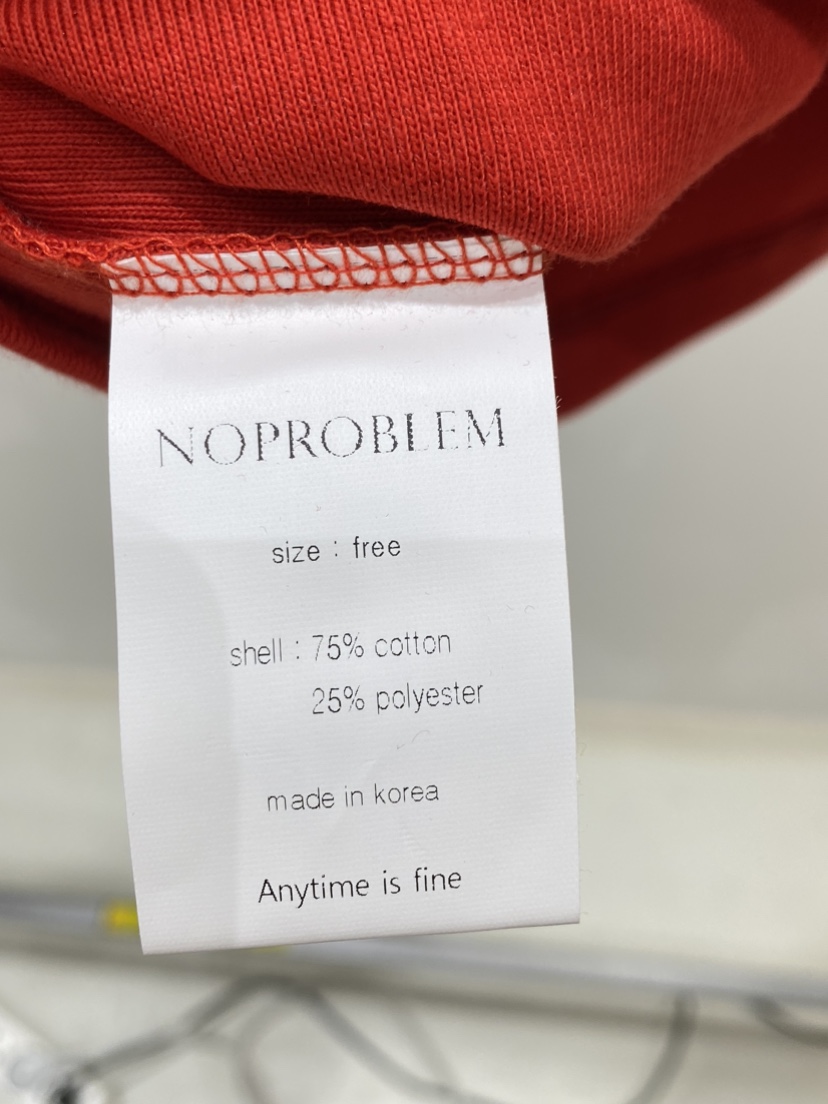 NOPROBLEM
size : free
shell : 75% cotton
25% polyester
made in korea
Anytime is fine